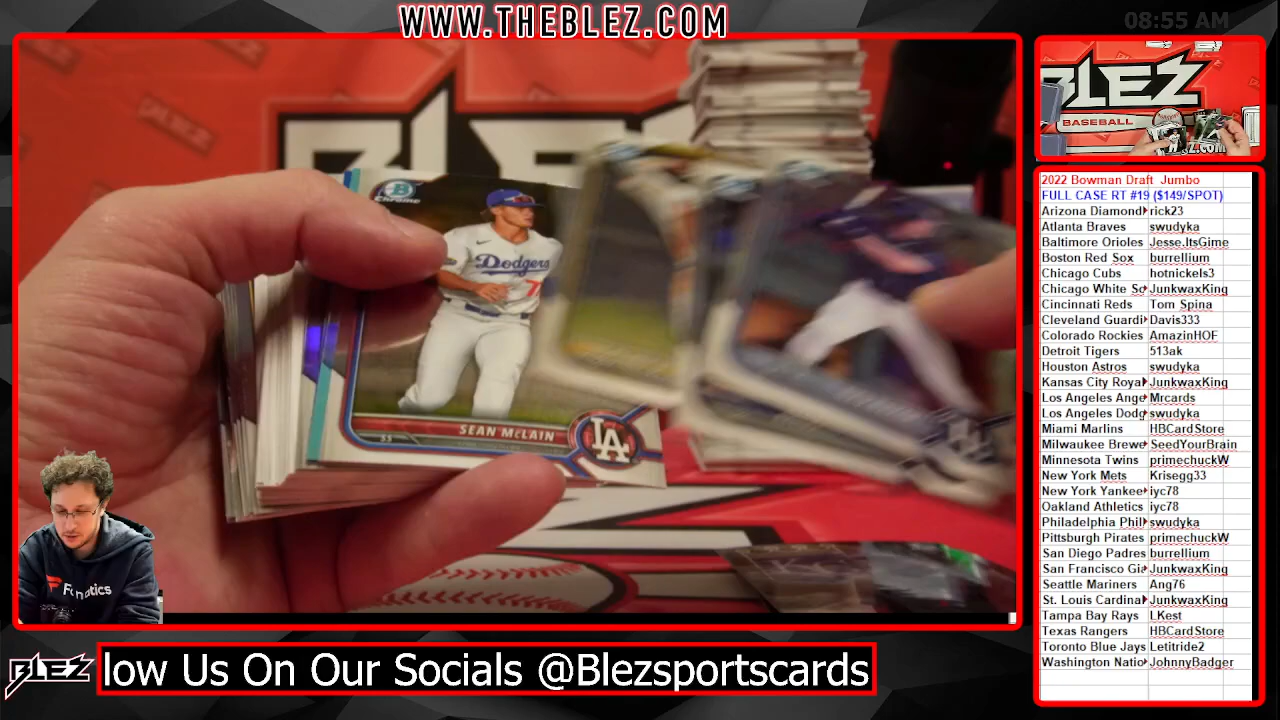 WWW.THEBLEZ.COM
08:55 AM
BLEZ
BASEBALL
Chrome
Dodgers
7
SEAN McLAIN
SS
LA
2022 Bowman Draft Jumbo
FULL CASE RT #19 ($149/SPOT)
Arizona Diamond rick23
Atlanta Braves swudyka
Baltimore Orioles Jesse.ItsGime
Boston Red Sox burrellium
Chicago Cubs hotnickels3
Chicago White So JunkwaxKing
Cincinnati Reds Tom Spina
Cleveland Guardi Davis333
Colorado Rockies AmazinHOF
Detroit Tigers 513ak
Houston Astros swudyka
Kansas City Roya JunkwaxKing
Los Angeles Ange Mrcards
Los Angeles Dodg swudyka
Miami Marlins HBCardStore
Milwaukee Brewe SeedYourBrain
Minnesota Twins primechuckW
New York Mets Krisegg33
New York Yankee iyc78
Oakland Athletics iyc78
Philadelphia Phil swudyka
Pittsburgh Pirates primechuckW
San Diego Padres burrellium
San Francisco Gia JunkwaxKing
Seattle Mariners Ang76
St. Louis Cardina JunkwaxKing
Tampa Bay Rays LKest
Texas Rangers HBCardStore
Toronto Blue Jays Letitride2
Washington Natio JohnnyBadger
BLEZ
low Us On Our Socials @Blezsportscards